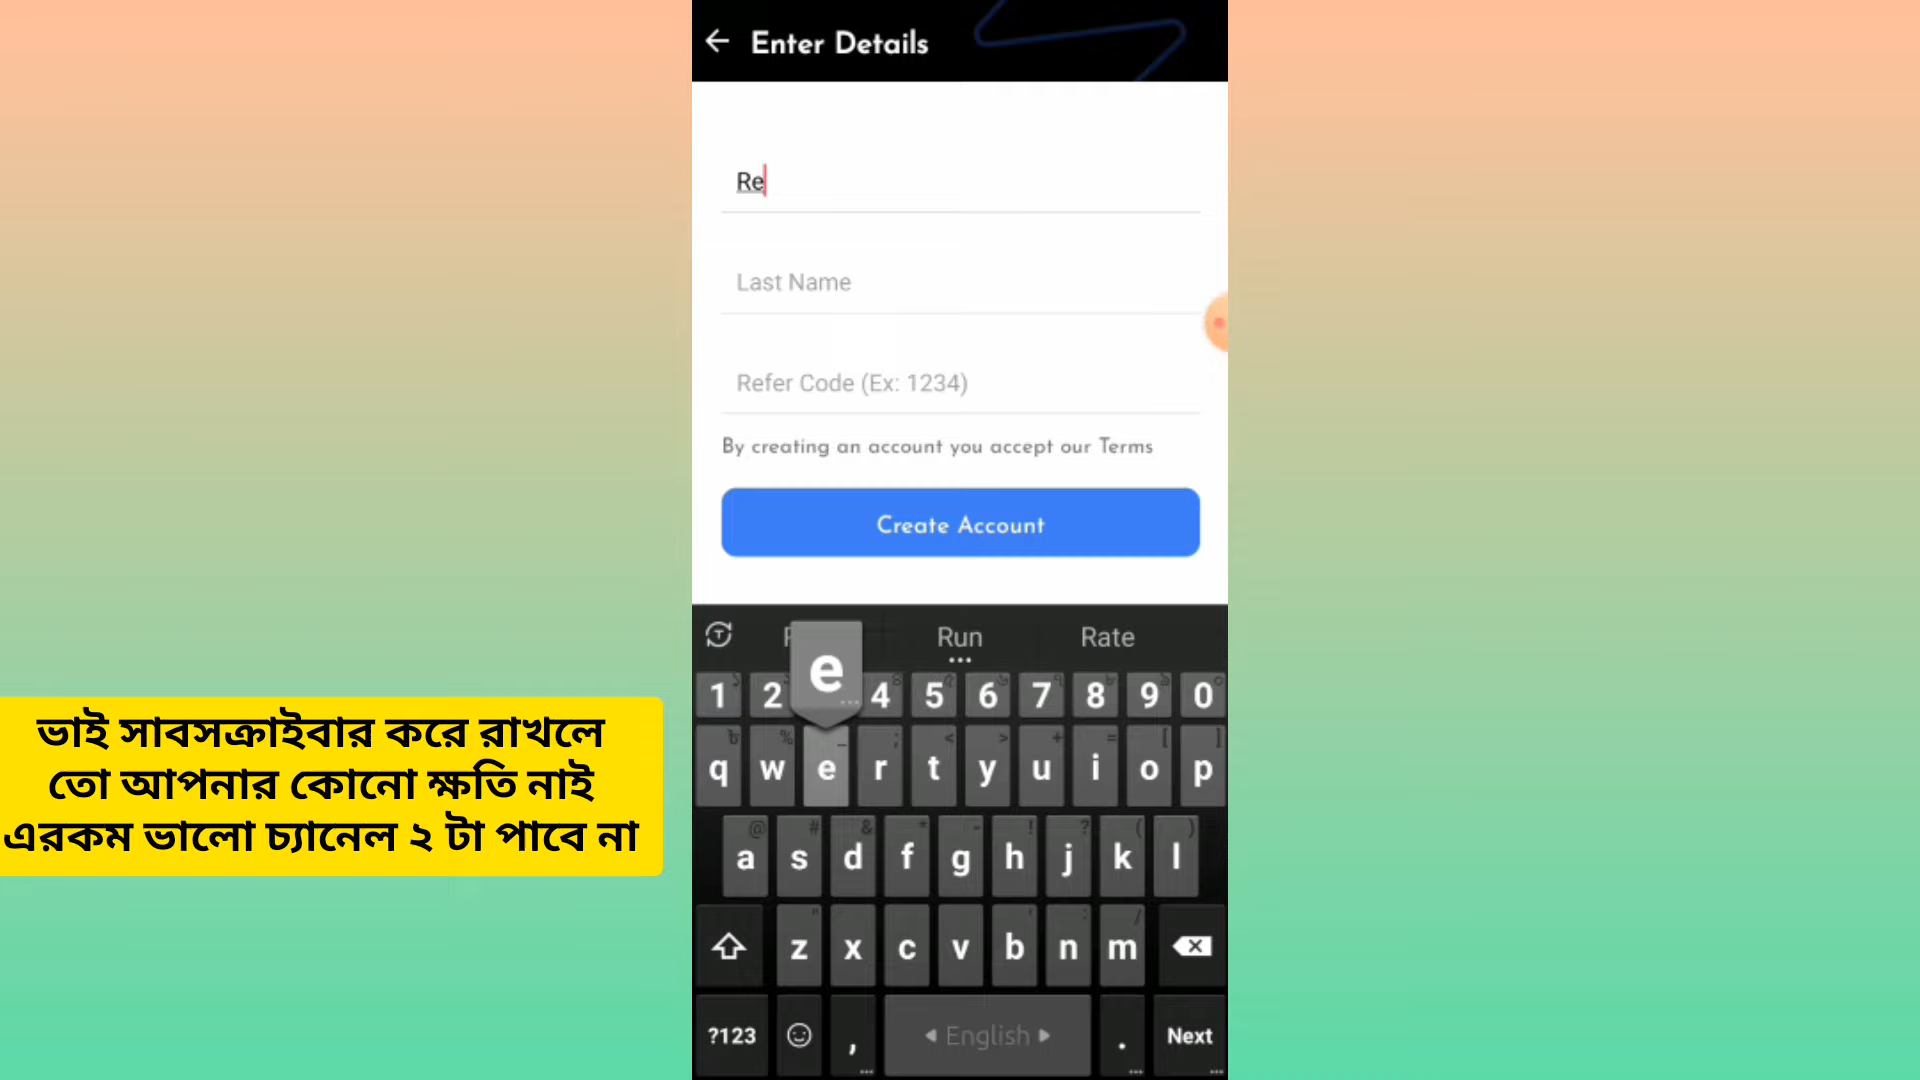 Enter Details
Re
Last Name
Refer Code (Ex: 1234)
By creating an account you accept our Terms
Create Account
Run Rate
e
1 2 4 5 6 7 8 9 0
q w e r t y u i o p
a s d f g h j k l
z x c v b n m
?123 , English . Next
ভাই সাবসক্রাইবার করে রাখলে
তো আপনার কোনো ক্ষতি নাই
এরকম ভালো চ্যানেল ২ টা পাবে না